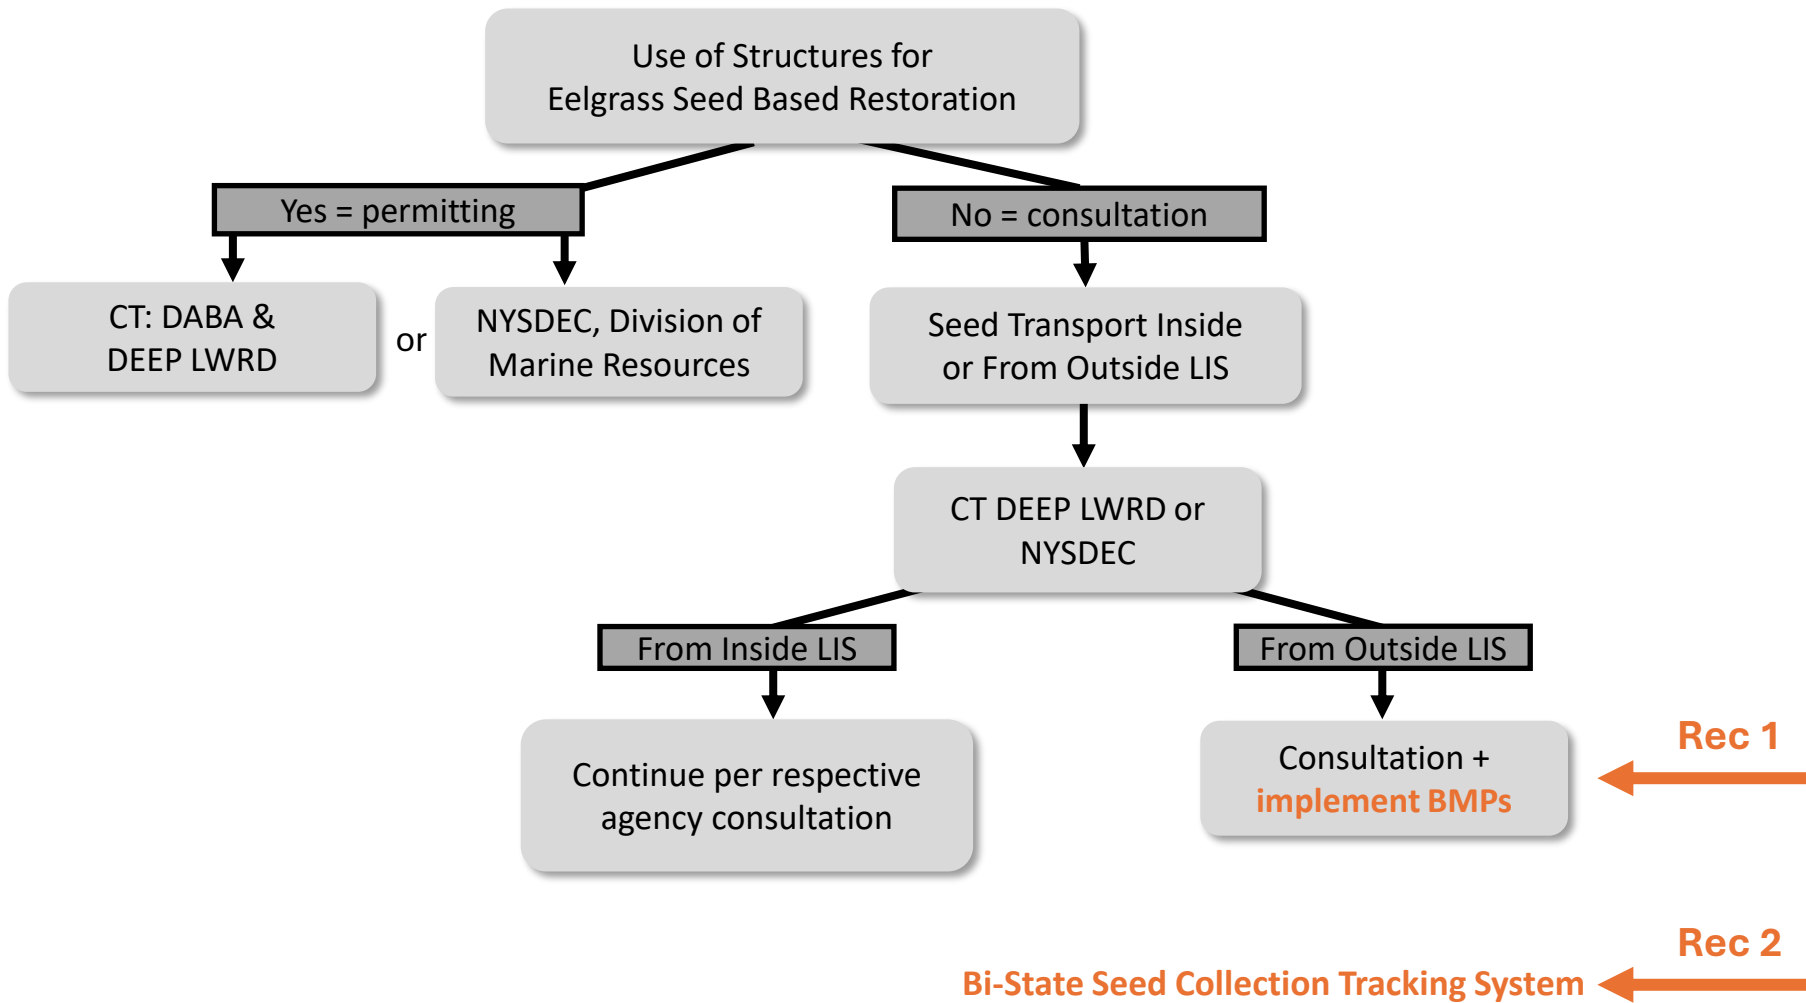 Use of Structures for
Eelgrass Seed Based Restoration
Yes = permitting
No = consultation
CT: DABA &
DEEP LWRD
or
NYSDEC, Division of
Marine Resources
Seed Transport Inside
or From Outside LIS
CT DEEP LWRD or
NYSDEC
From Inside LIS
From Outside LIS
Continue per respective
agency consultation
Consultation +
implement BMPs
Rec 1
Rec 2
Bi-State Seed Collection Tracking System